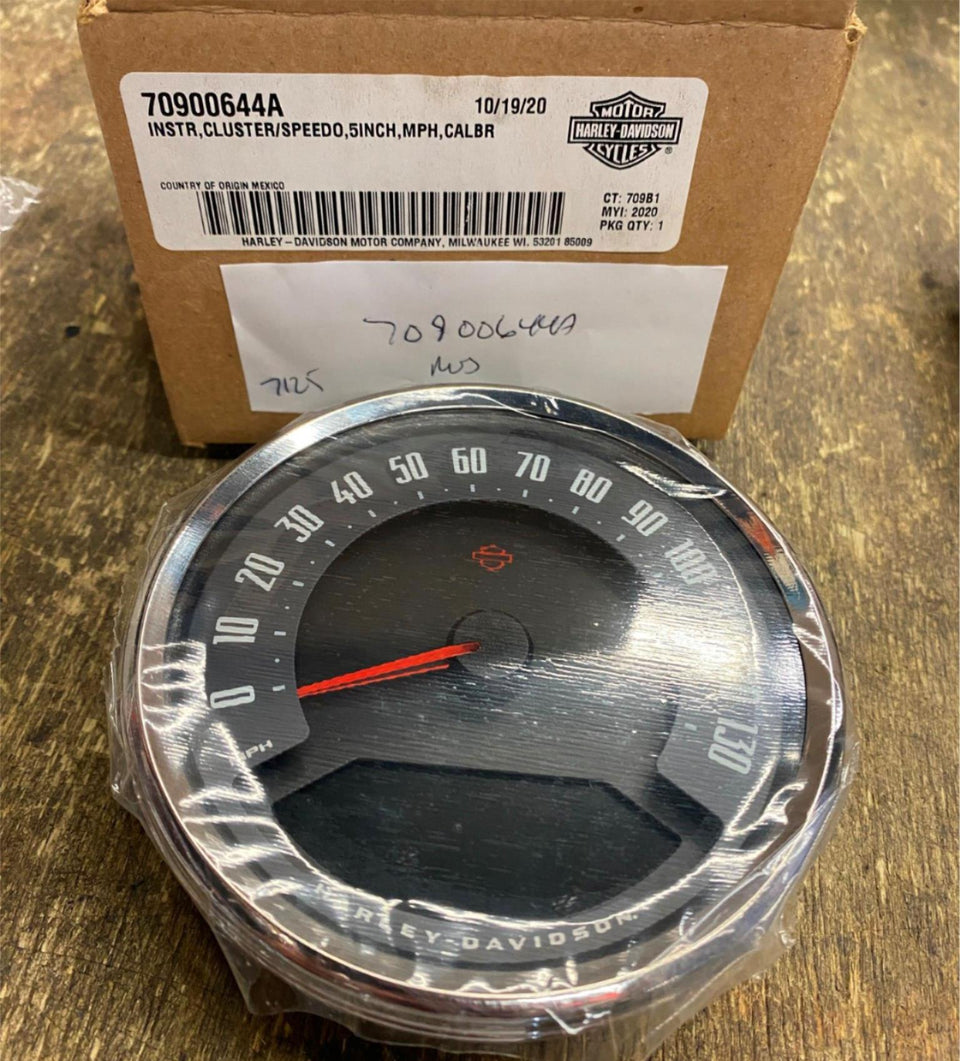 70900644A 10/19/20
INSTR,CLUSTER/SPEEDO,5INCH,MPH,CALBR
MOTOR
HARLEY-DAVIDSON
CYCLES
®
COUNTRY OF ORIGIN MEXICO
CT: 709B1
MYI: 2020
PKG QTY: 1
HARLEY-DAVIDSON MOTOR COMPANY, MILWAUKEE WI. 53201 85009
70900644A
7125
0 10 20 30 40 50 60 70 80 90 100 130
MPH
HARLEY-DAVIDSON